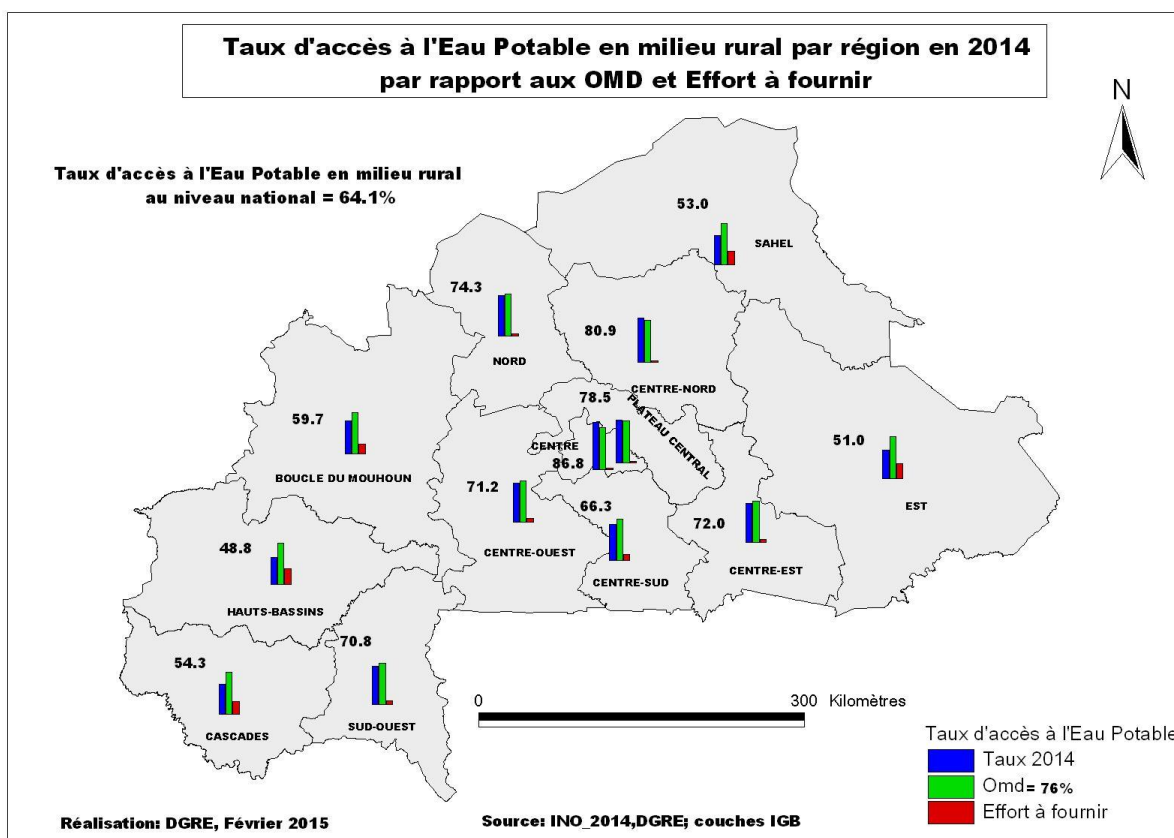 Taux d'accès à l'Eau Potable en milieu rural par région en 2014
par rapport aux OMD et Effort à fournir
N
Taux d'accès à l'Eau Potable en milieu rural
au niveau national = 64.1%
53.0
SAHEL
74.3
NORD
80.9
CENTRE-NORD
78.5
PLATEAU CENTRAL
59.7
BOUCLE DU MOUHOUN
CENTRE
86.8
51.0
EST
71.2
CENTRE-OUEST
66.3
CENTRE-SUD
72.0
CENTRE-EST
48.8
HAUTS-BASSINS
70.8
SUD-OUEST
54.3
CASCADES
0 300 Kilomètres
Taux d'accès à l'Eau Potable
Taux 2014
Omd= 76%
Effort à fournir
Réalisation: DGRE, Février 2015
Source: INO_2014,DGRE; couches IGB